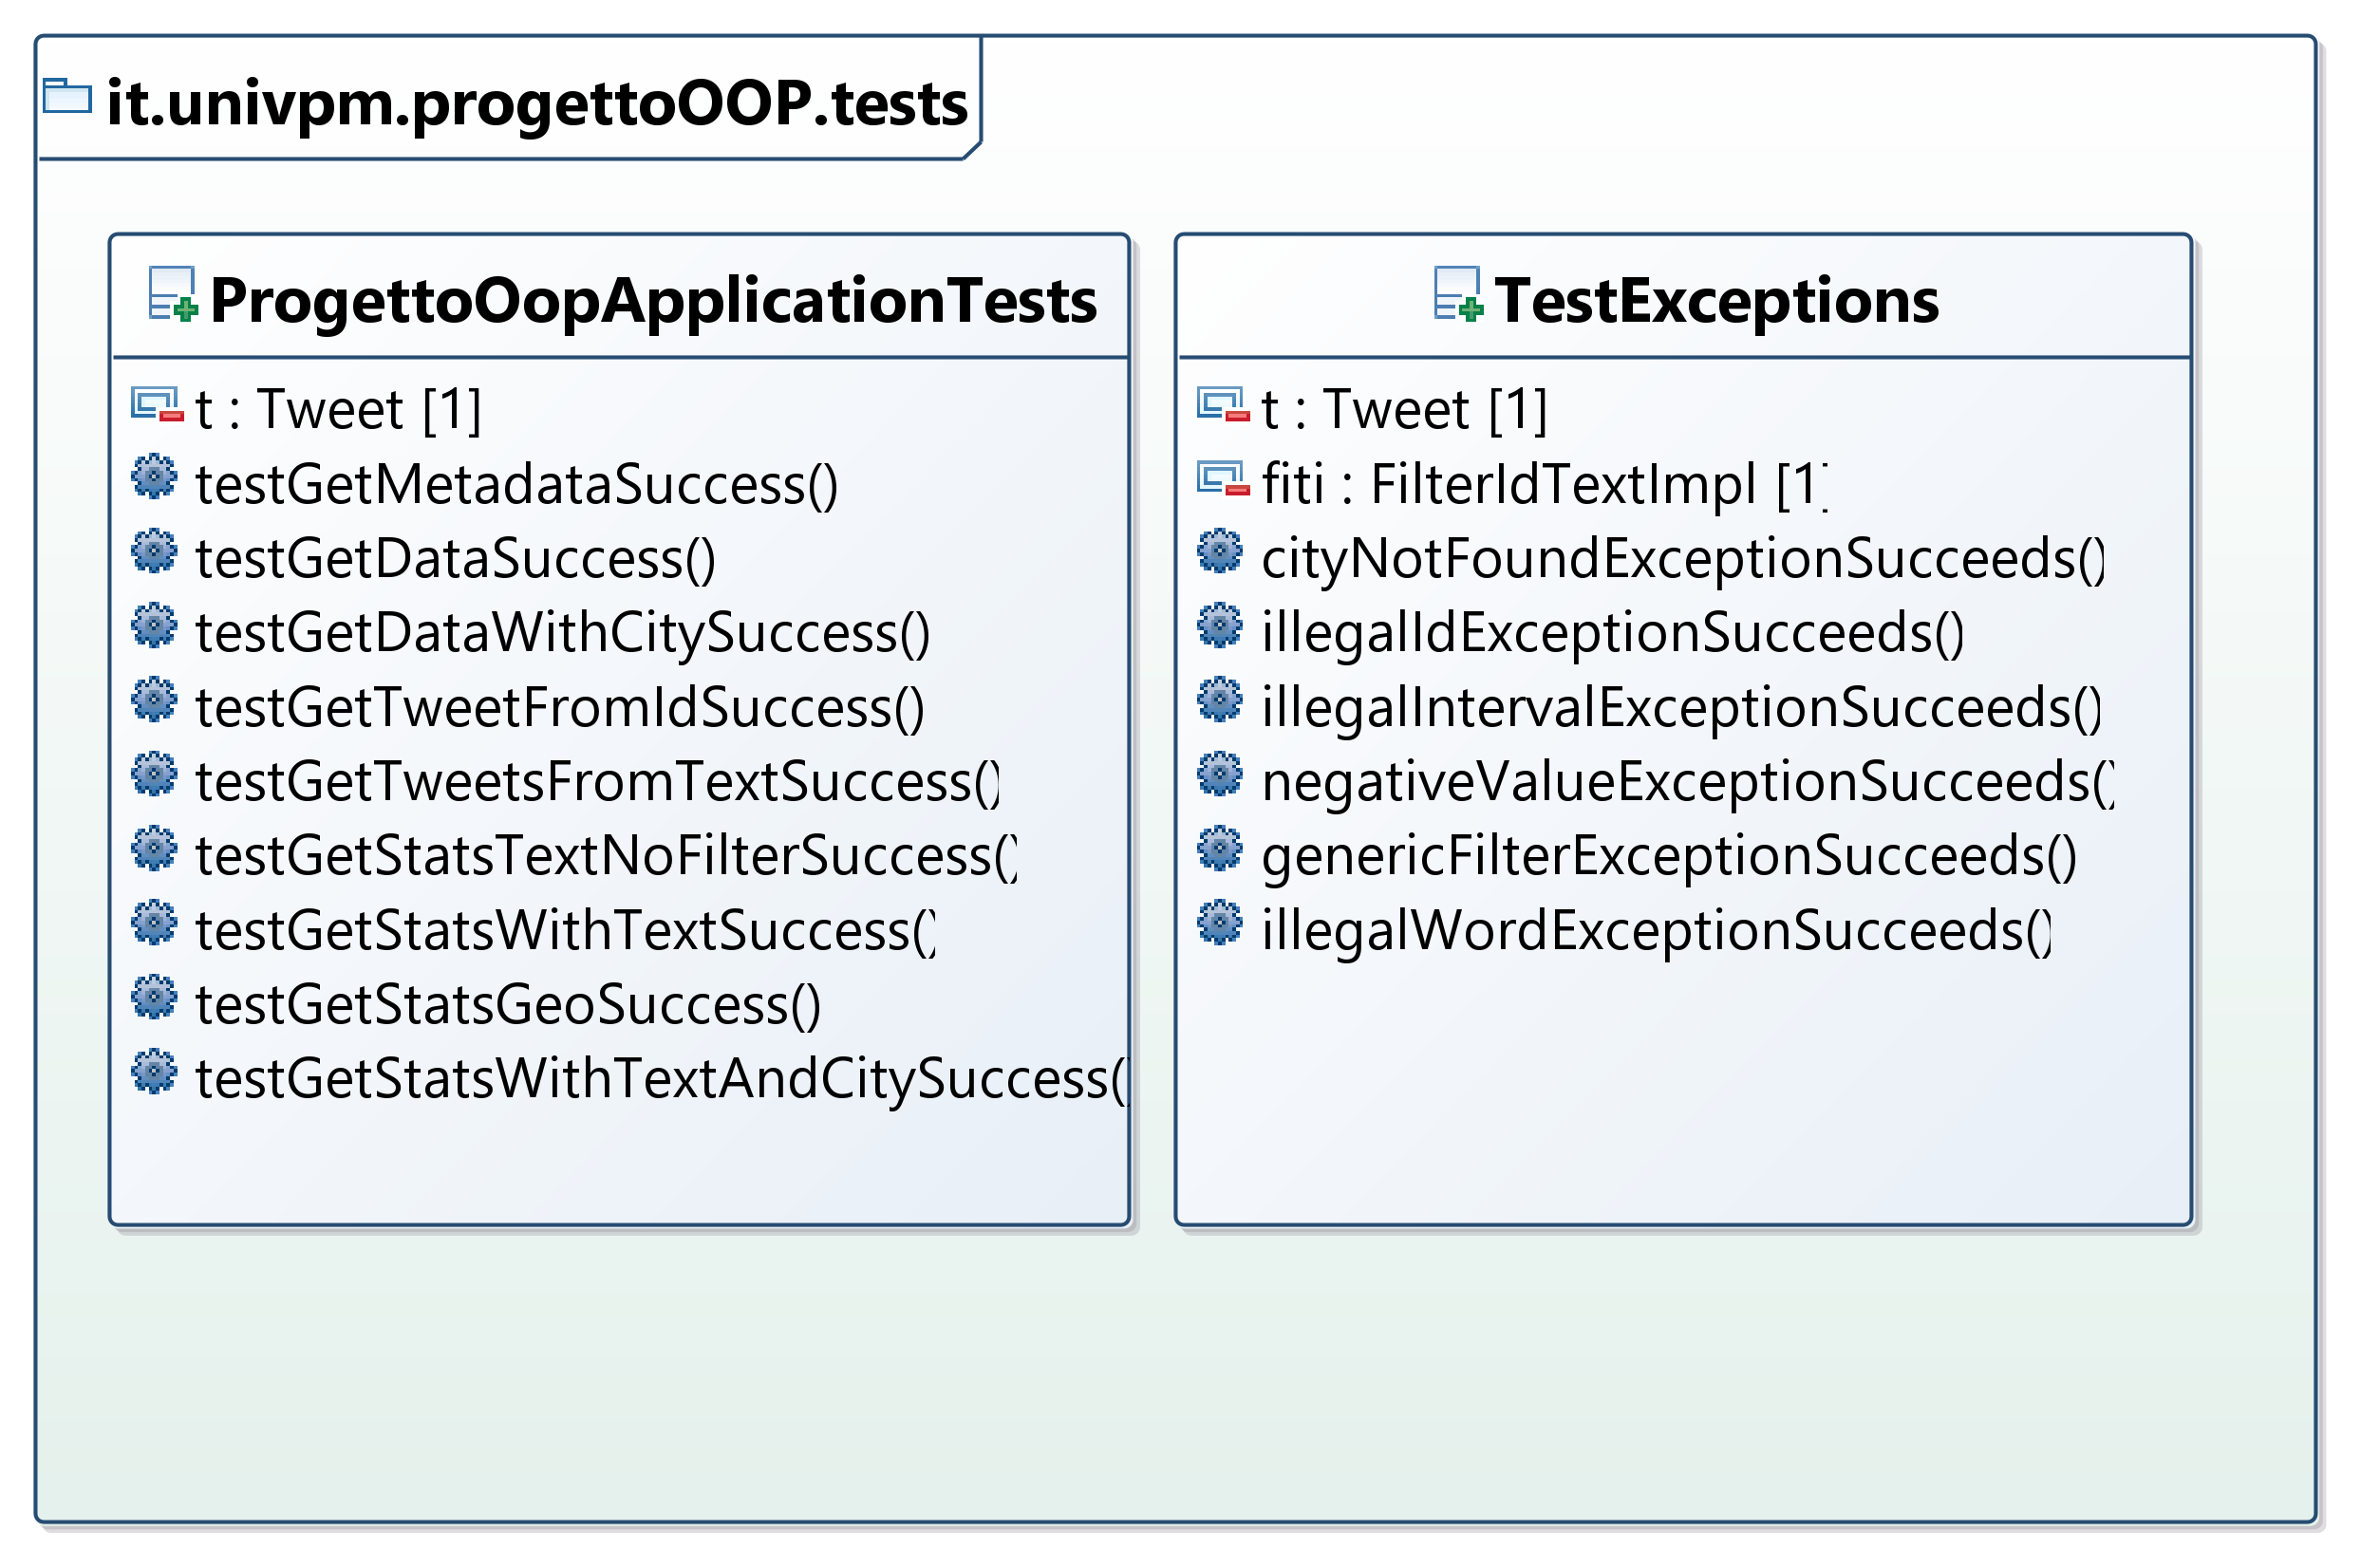 it.univpm.progettoOOP.tests
ProgettoOopApplicationTests
t : Tweet [1]
testGetMetadataSuccess()
testGetDataSuccess()
testGetDataWithCitySuccess()
testGetTweetFromIdSuccess()
testGetTweetsFromTextSuccess()
testGetStatsTextNoFilterSuccess()
testGetStatsWithTextSuccess()
testGetStatsGeoSuccess()
testGetStatsWithTextAndCitySuccess()
TestExceptions
t : Tweet [1]
fiti : FilterIdTextImpl [1]
cityNotFoundExceptionSucceeds()
illegalIdExceptionSucceeds()
illegalIntervalExceptionSucceeds()
negativeValueExceptionSucceeds()
genericFilterExceptionSucceeds()
illegalWordExceptionSucceeds()